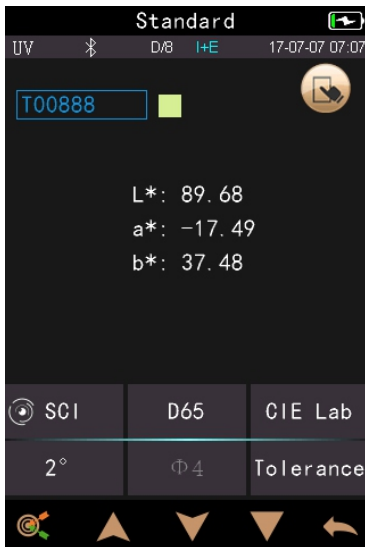 Standard
UV D/8 I+E 17-07-07 07:07
T00888
L*: 89.68
a*: -17.49
b*: 37.48
SCI D65 CIE Lab
2° Φ4 Tolerance